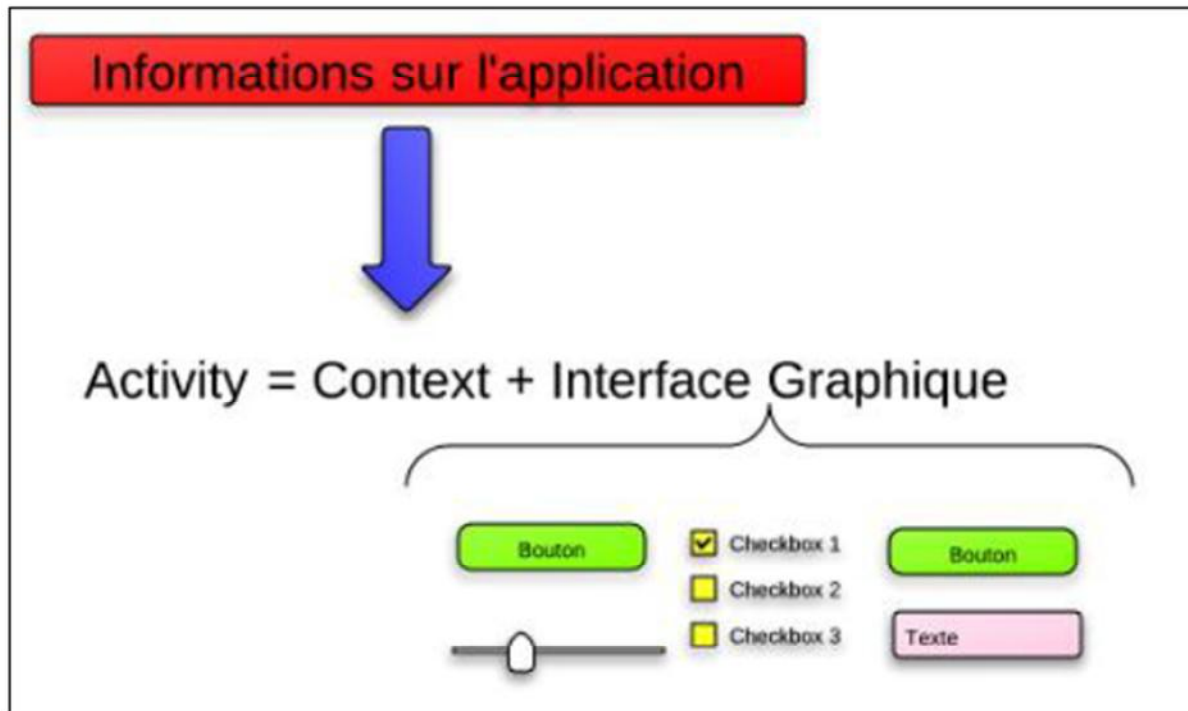 Informations sur l'application
Activity = Context + Interface Graphique
Bouton
Checkbox 1
Bouton
Checkbox 2
Checkbox 3
Texte